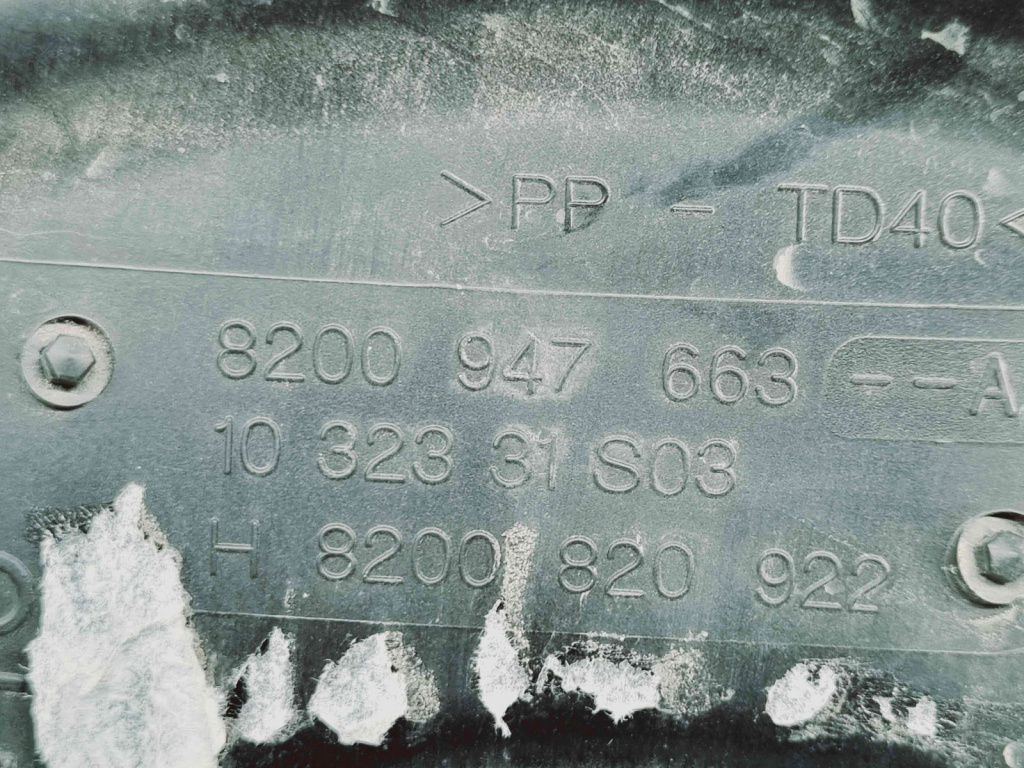 >PP - TD40<
8200 947 663 --A
10 323 31 S03
H 8200 820 922